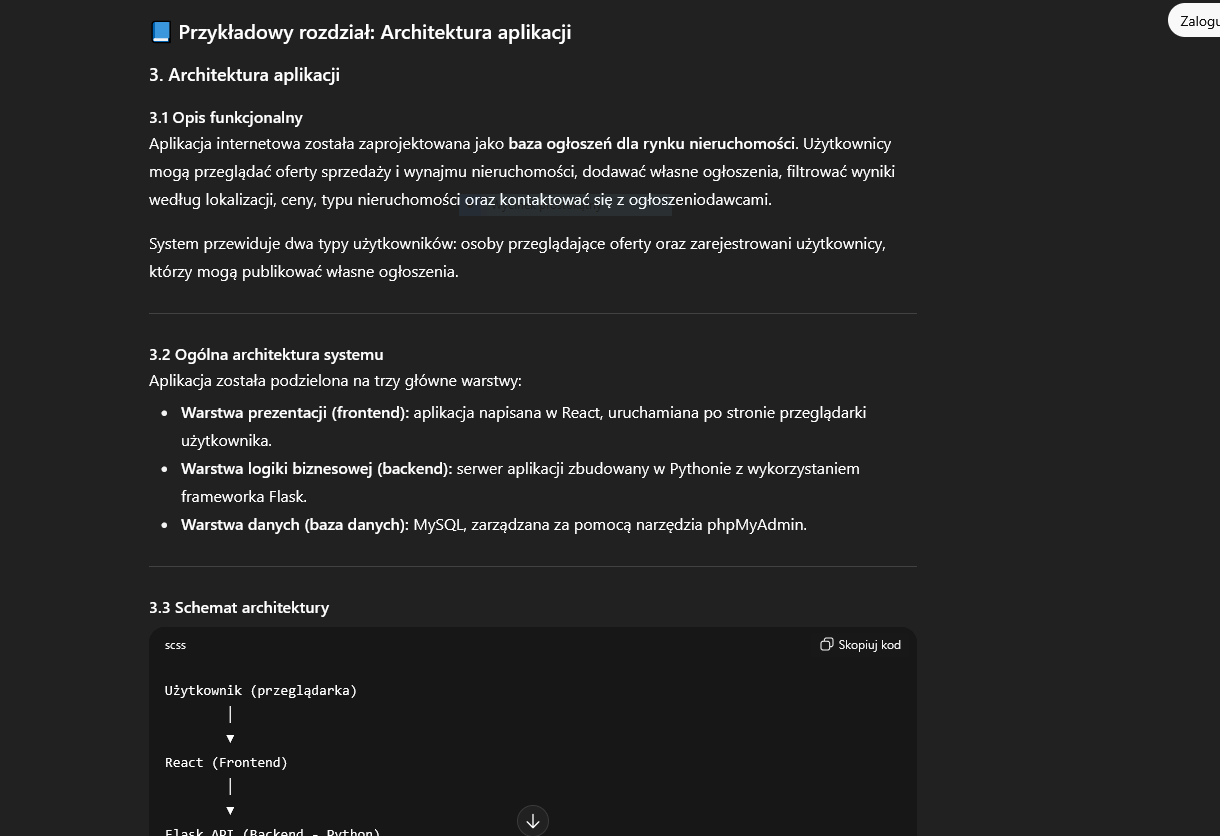 Zalogu
📘 Przykładowy rozdział: Architektura aplikacji
3. Architektura aplikacji
3.1 Opis funkcjonalny
Aplikacja internetowa została zaprojektowana jako baza ogłoszeń dla rynku nieruchomości. Użytkownicy
mogą przeglądać oferty sprzedaży i wynajmu nieruchomości, dodawać własne ogłoszenia, filtrować wyniki
według lokalizacji, ceny, typu nieruchomości oraz kontaktować się z ogłoszeniodawcami.
System przewiduje dwa typy użytkowników: osoby przeglądające oferty oraz zarejestrowani użytkownicy,
którzy mogą publikować własne ogłoszenia.
3.2 Ogólna architektura systemu
Aplikacja została podzielona na trzy główne warstwy:
• Warstwa prezentacji (frontend): aplikacja napisana w React, uruchamiana po stronie przeglądarki
użytkownika.
• Warstwa logiki biznesowej (backend): serwer aplikacji zbudowany w Pythonie z wykorzystaniem
frameworka Flask.
• Warstwa danych (baza danych): MySQL, zarządzana za pomocą narzędzia phpMyAdmin.
3.3 Schemat architektury
scss Skopiuj kod
Użytkownik (przeglądarka)
│
▼
React (Frontend)
│
▼
Flask API (Backend - Python)